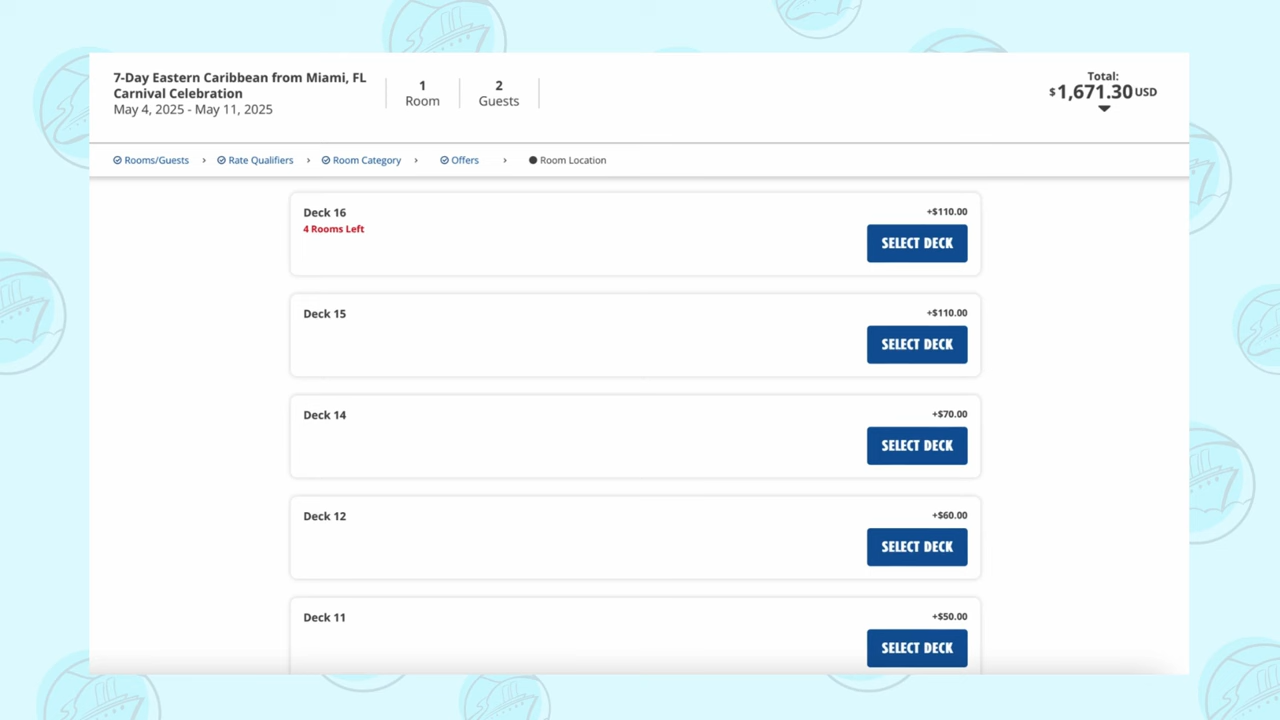 7-Day Eastern Caribbean from Miami, FL
Carnival Celebration
May 4, 2025 - May 11, 2025
1
Room
2
Guests
Total:
$1,671.30 USD
Rooms/Guests > Rate Qualifiers > Room Category > Offers > Room Location
Deck 16
4 Rooms Left
+$110.00
SELECT DECK
Deck 15
+$110.00
SELECT DECK
Deck 14
+$70.00
SELECT DECK
Deck 12
+$60.00
SELECT DECK
Deck 11
+$50.00
SELECT DECK